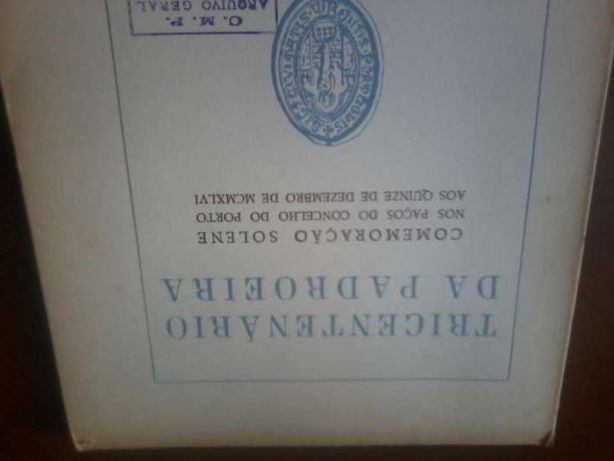 TRICENTENÁRIO
DA PADROEIRA
COMEMORAÇÃO SOLENE
NOS PAÇOS DO CONCELHO DO PORTO
AOS QUINZE DE DEZEMBRO DE MCMXLVI
C. M. P.
ARQUIVO GERAL